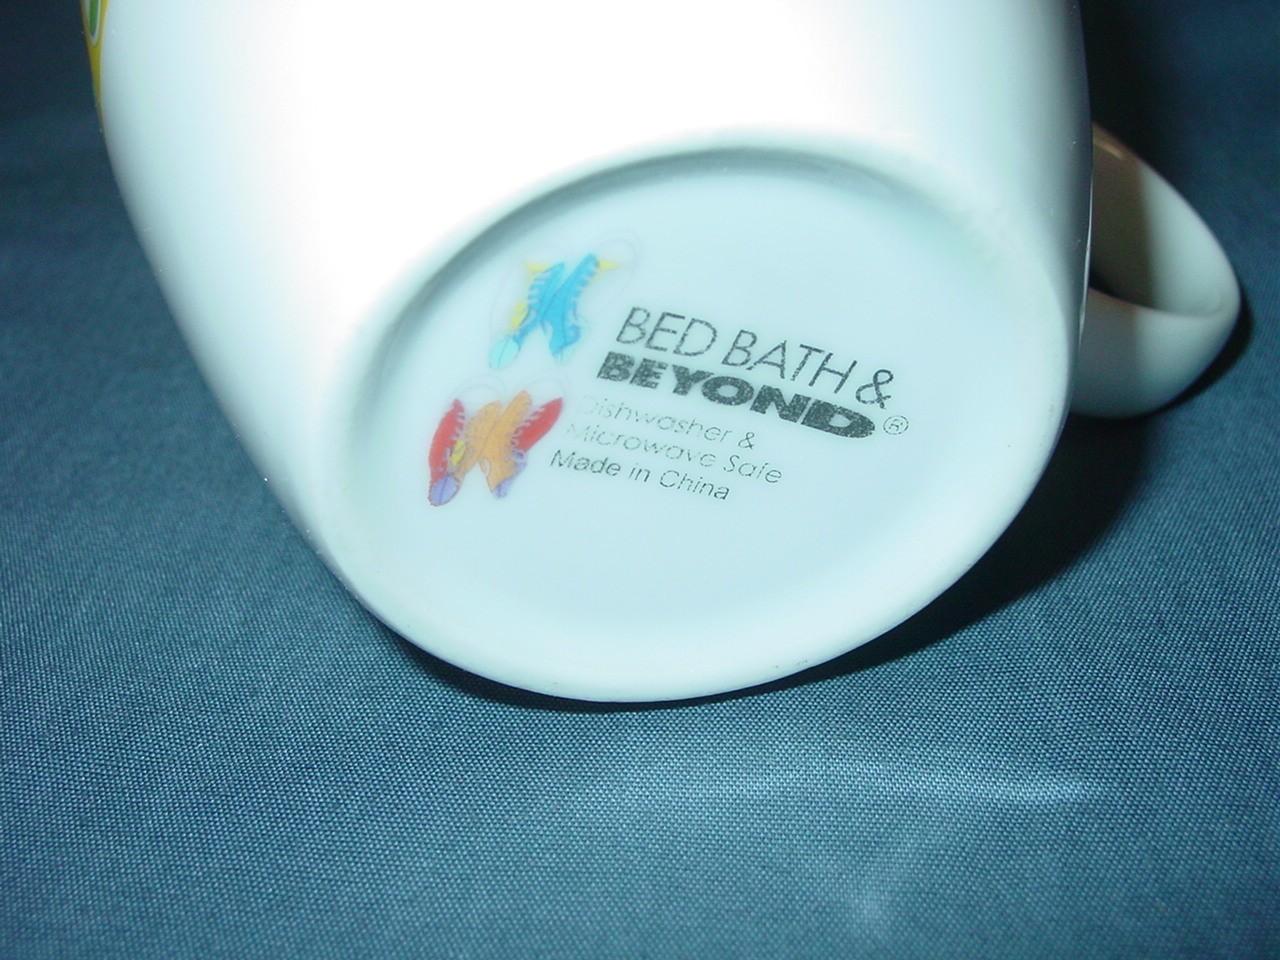 BED BATH &
BEYOND®
Dishwasher &
Microwave Safe
Made in China